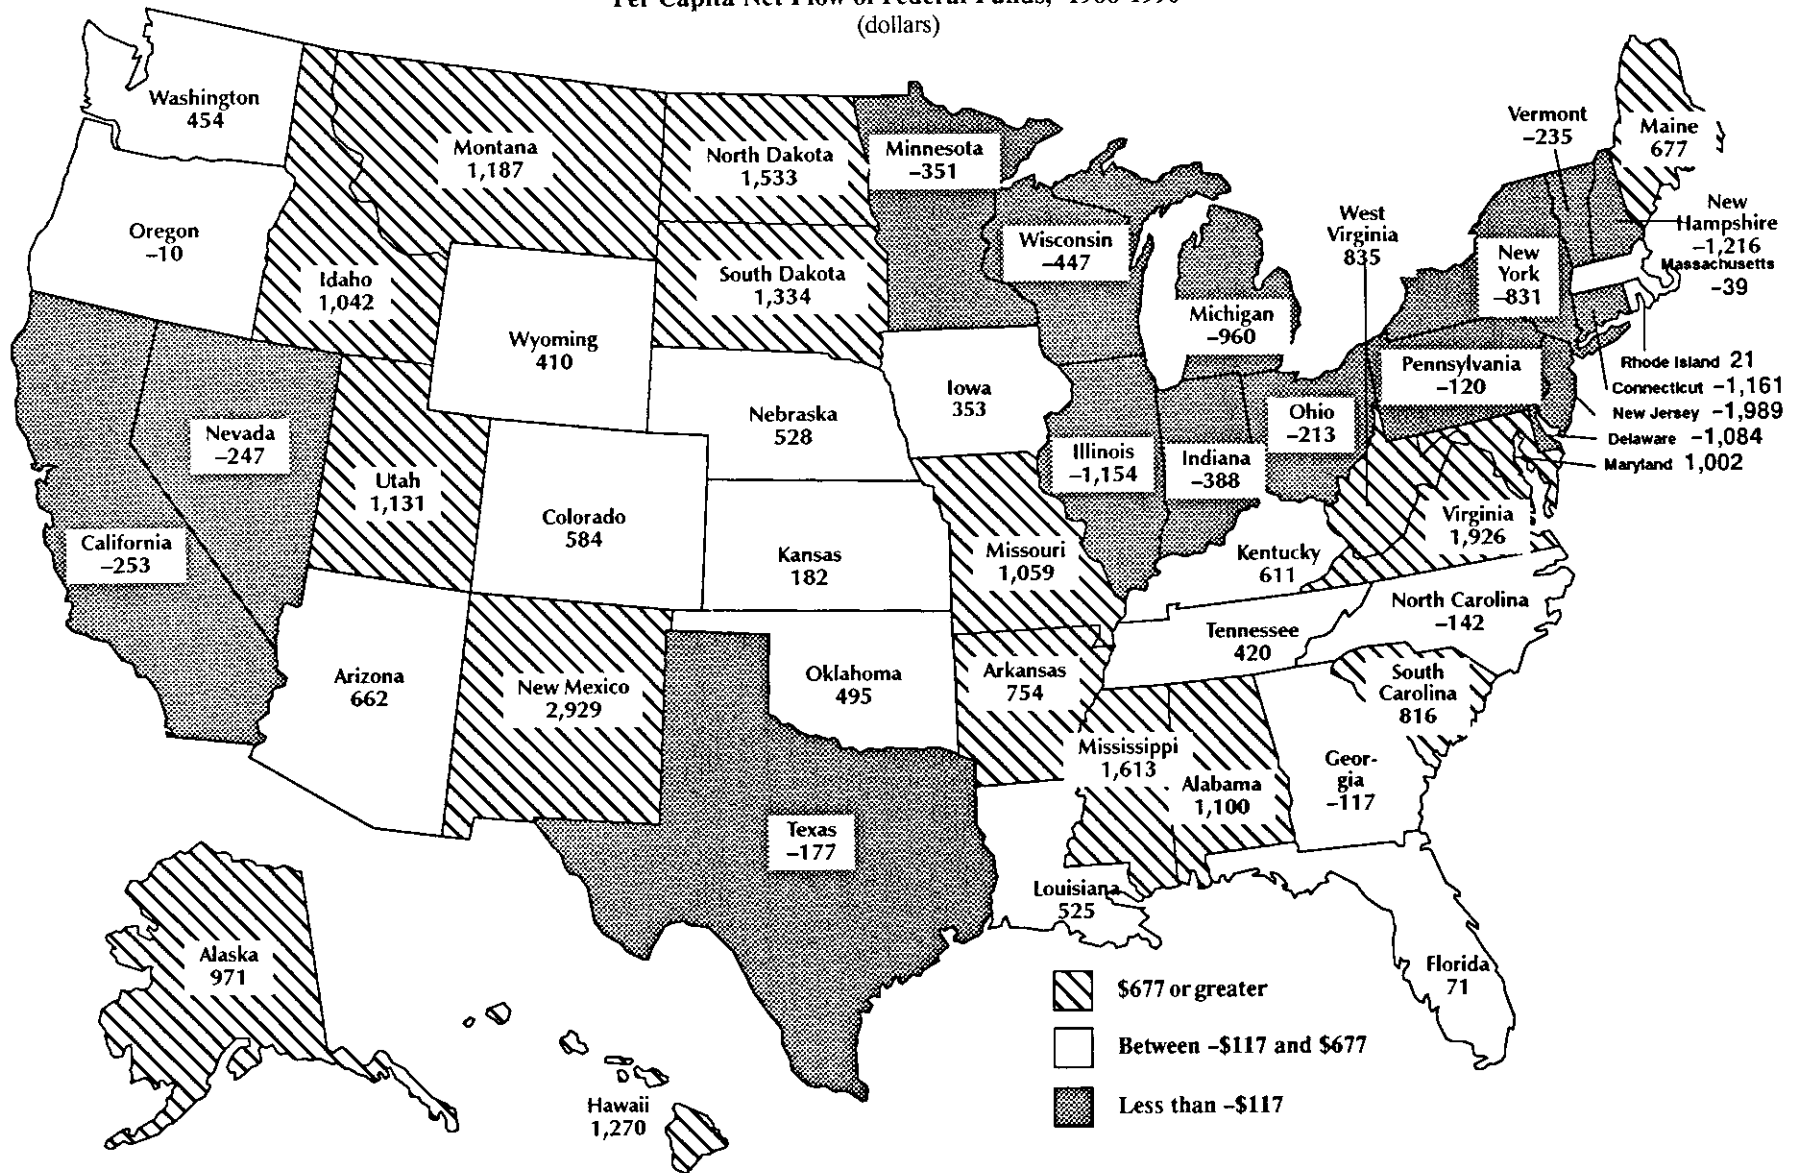 (dollars)
Washington
454
Montana
1,187
North Dakota
1,533
Minnesota
–351
Vermont
–235
Maine
677
Oregon
–10
Idaho
1,042
South Dakota
1,334
Wisconsin
–447
West
Virginia
835
New
York
–831
New
Hampshire
–1,216
Massachusetts
–39
Wyoming
410
Michigan
–960
Pennsylvania
–120
Rhode Island 21
Connecticut –1,161
New Jersey –1,989
Delaware –1,084
Maryland 1,002
Nevada
–247
Utah
1,131
Nebraska
528
Iowa
353
Illinois
–1,154
Indiana
–388
Ohio
–213
California
–253
Colorado
584
Kansas
182
Missouri
1,059
Kentucky
611
Virginia
1,926
North Carolina
–142
Tennessee
420
Arizona
662
New Mexico
2,929
Oklahoma
495
Arkansas
754
South
Carolina
816
Mississippi
1,613
Alabama
1,100
Geor-
gia
–117
Texas
–177
Louisiana
525
Florida
71
Alaska
971
Hawaii
1,270
$677 or greater
Between –$117 and $677
Less than –$117